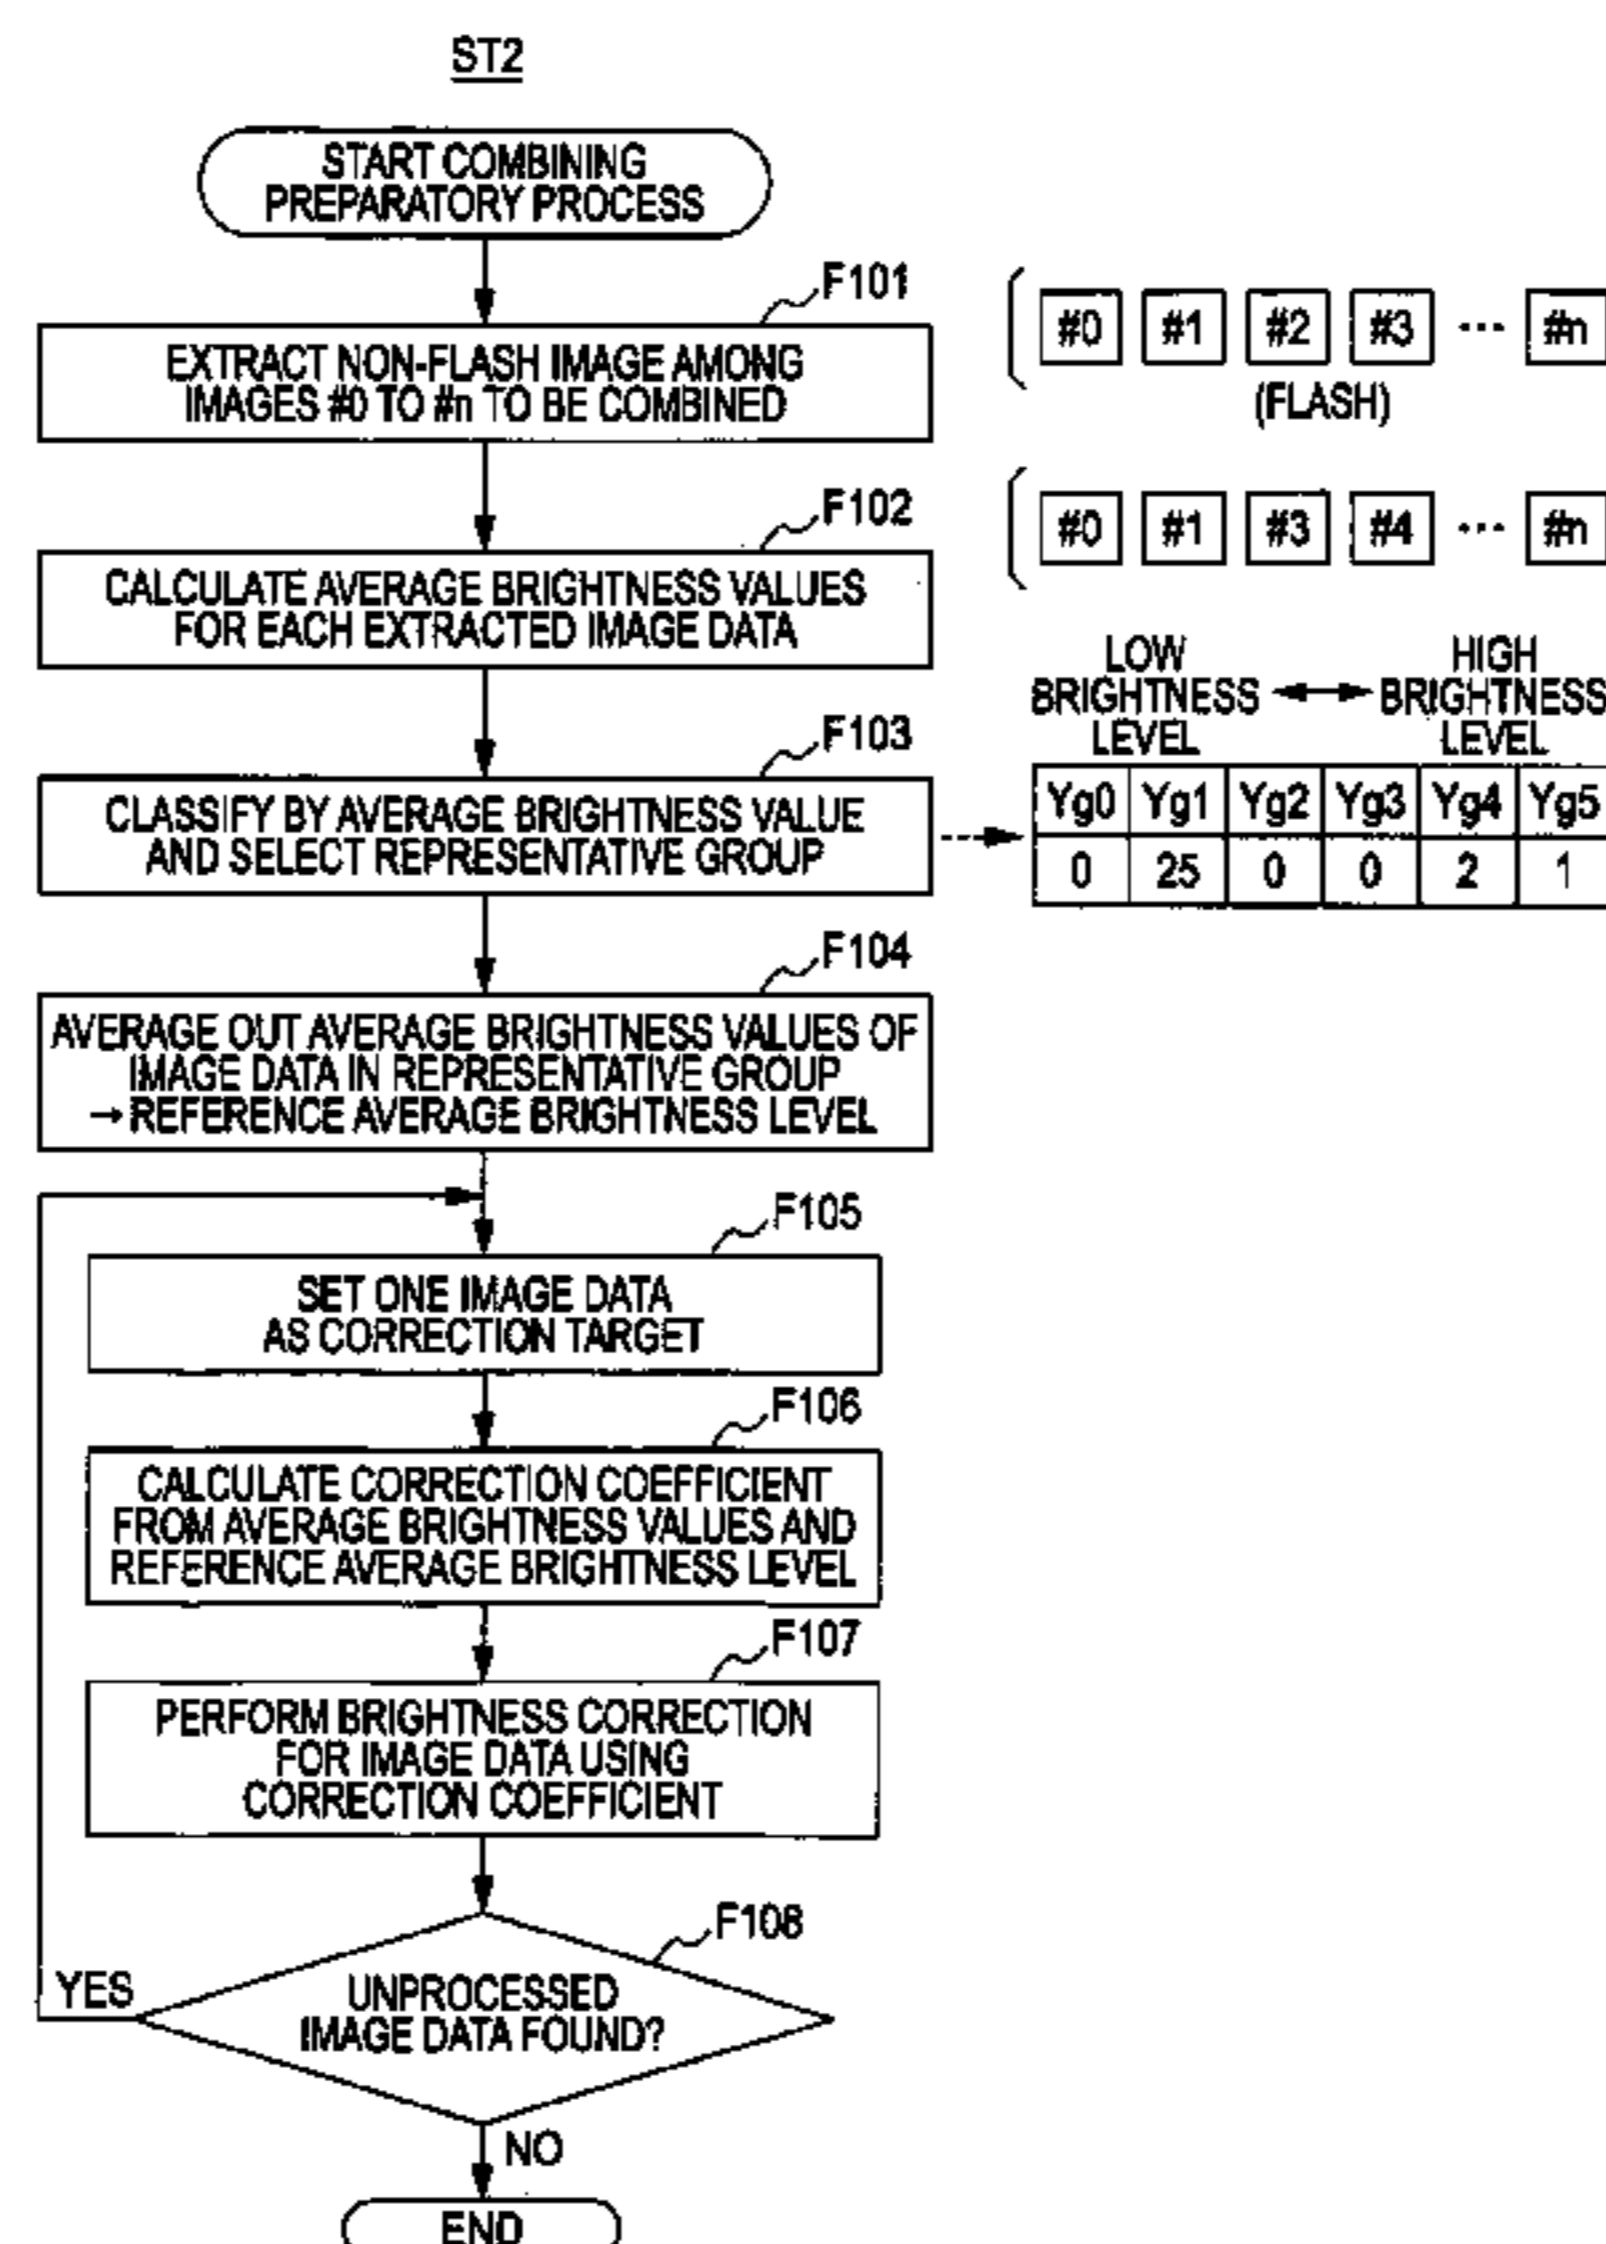 ST2
START COMBINING
PREPARATORY PROCESS
F101
EXTRACT NON-FLASH IMAGE AMONG
IMAGES #0 TO #n TO BE COMBINED
#0 #1 #2 #3 ... #n
(FLASH)
F102
CALCULATE AVERAGE BRIGHTNESS VALUES
FOR EACH EXTRACTED IMAGE DATA
#0 #1 #3 #4 ... #n
F103
CLASSIFY BY AVERAGE BRIGHTNESS VALUE
AND SELECT REPRESENTATIVE GROUP
LOW
BRIGHTNESS
LEVEL
HIGH
BRIGHTNESS
LEVEL
Yg0 Yg1 Yg2 Yg3 Yg4 Yg5
0 25 0 0 2 1
F104
AVERAGE OUT AVERAGE BRIGHTNESS VALUES OF
IMAGE DATA IN REPRESENTATIVE GROUP
→ REFERENCE AVERAGE BRIGHTNESS LEVEL
F105
SET ONE IMAGE DATA
AS CORRECTION TARGET
F106
CALCULATE CORRECTION COEFFICIENT
FROM AVERAGE BRIGHTNESS VALUES AND
REFERENCE AVERAGE BRIGHTNESS LEVEL
F107
PERFORM BRIGHTNESS CORRECTION
FOR IMAGE DATA USING
CORRECTION COEFFICIENT
F108
UNPROCESSED
IMAGE DATA FOUND?
YES
NO
END